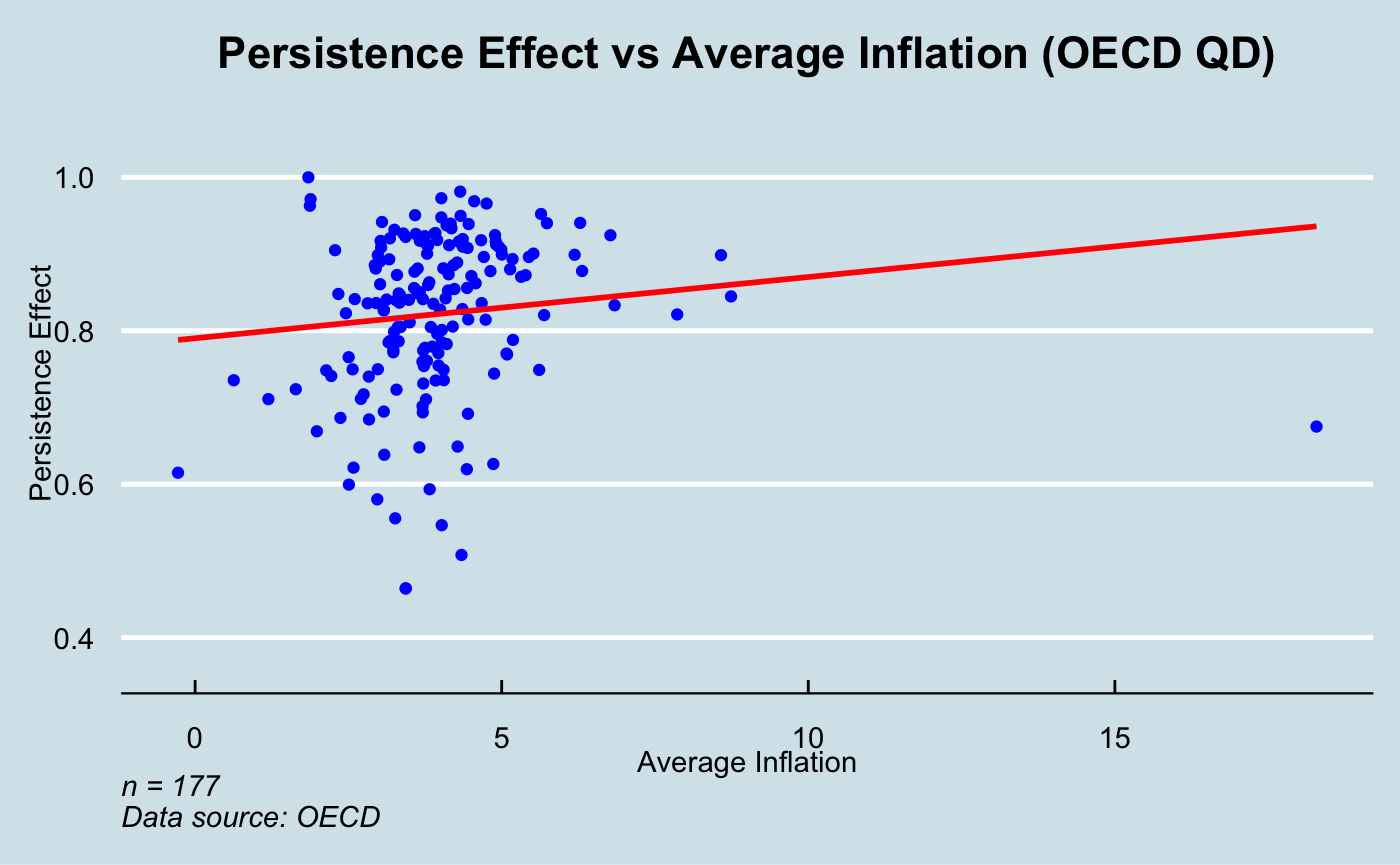 Persistence Effect vs Average Inflation (OECD QD)
Persistence Effect
1.0
0.8
0.6
0.4
0
5
10
15
Average Inflation
n = 177
Data source: OECD